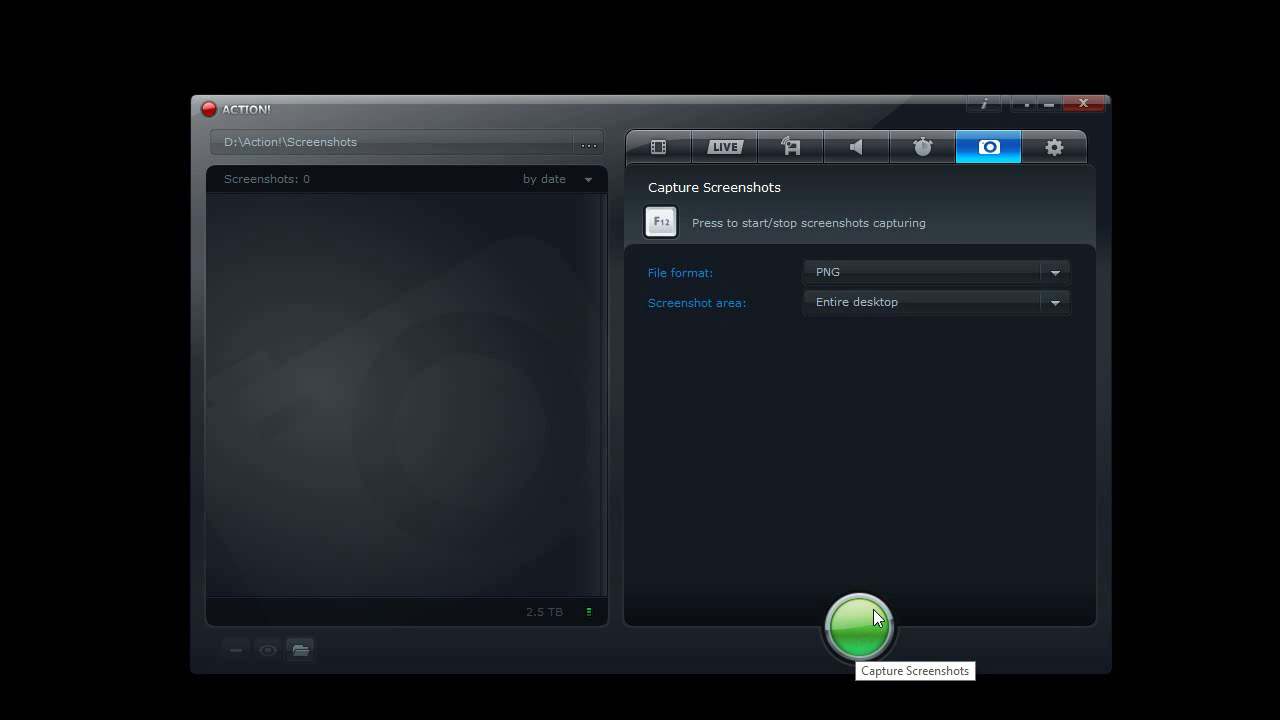 ACTION!
i
D:\Action!\Screenshots
...
LIVE
Screenshots: 0
by date
Capture Screenshots
F12
Press to start/stop screenshots capturing
File format:
PNG
Screenshot area:
Entire desktop
2.5 TB
Capture Screenshots